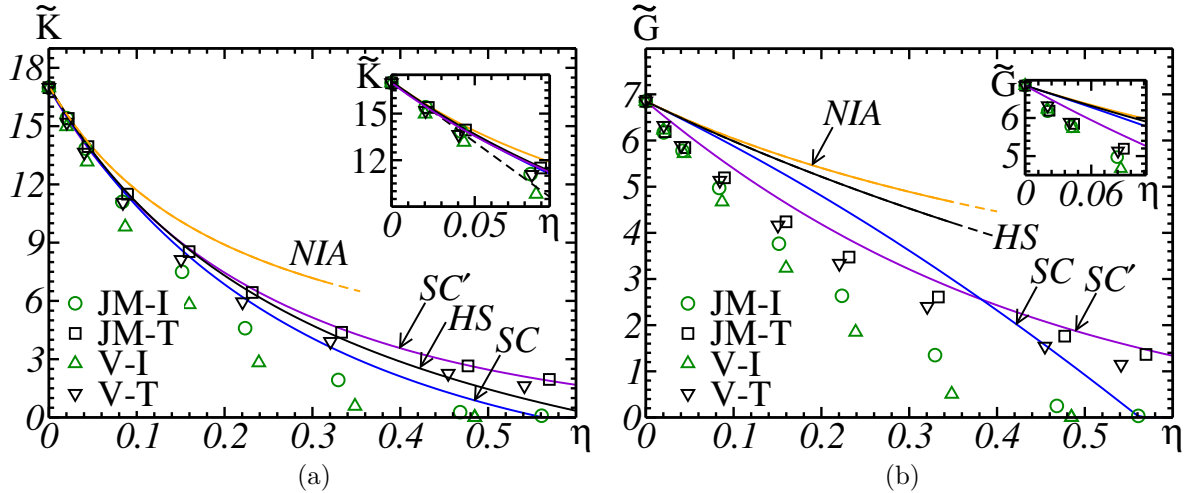 K̃
18
15
12
9
6
3
0
0.1
0.2
0.3
0.4
0.5
η
NIA
SC′
HS
SC
JM-I
JM-T
V-I
V-T
K̃
15
12
0
0.05
η
(a)
G̃
7
6
5
4
3
2
1
0
0
0.1
0.2
0.3
0.4
0.5
η
NIA
HS
SC
SC′
JM-I
JM-T
V-I
V-T
G̃
6
5
0
0.06
η
(b)